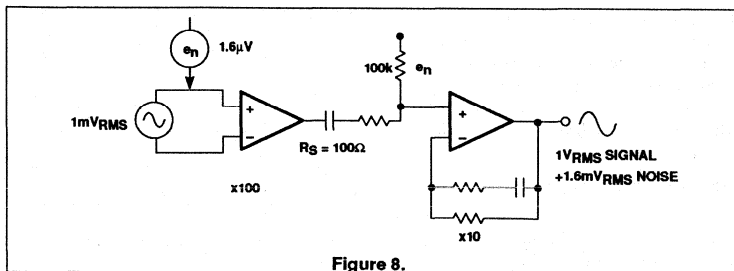 eₙ 1.6μV
100k eₙ
1mV_RMS
+
−
R_S = 100Ω
x100
+
−
1V_RMS SIGNAL
+1.6mV_RMS NOISE
x10
Figure 8.